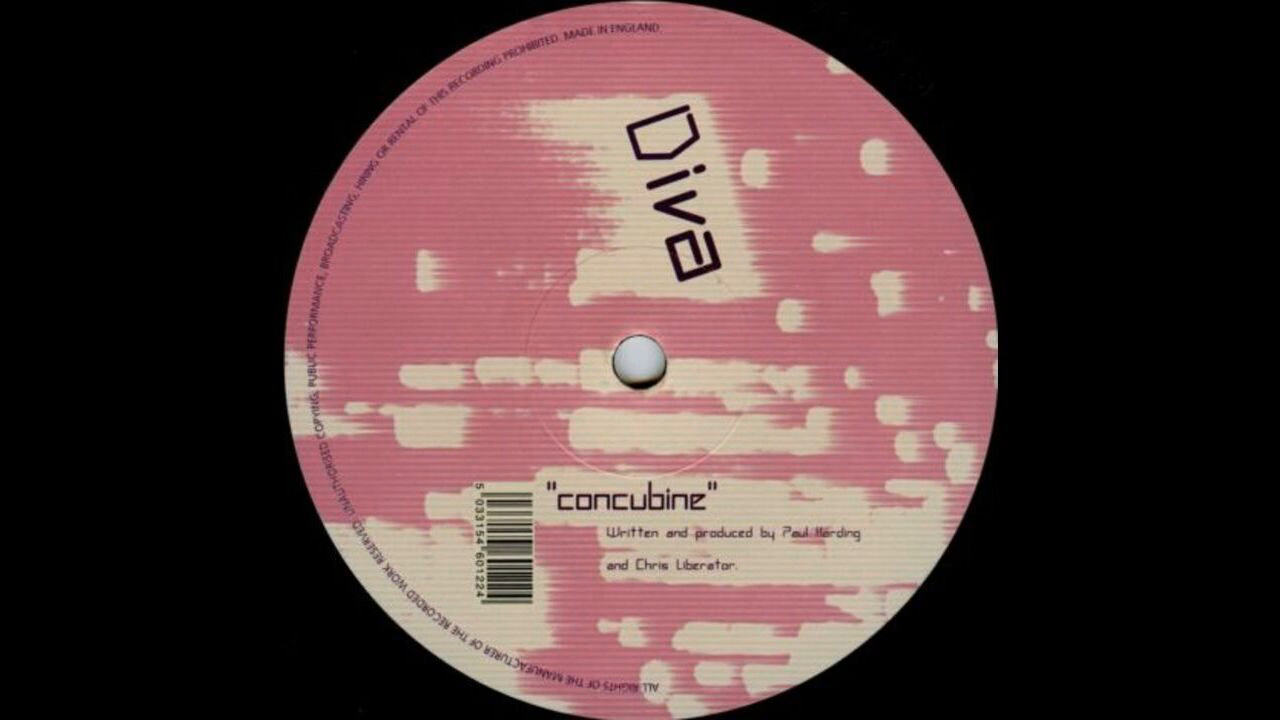 Diva
"concubine"
Written and produced by Paul Harding
and Chris Liberator.
5 033154 601224
ALL RIGHTS OF THE MANUFACTURER OF THE RECORDED WORK RESERVED. UNAUTHORISED COPYING, PUBLIC PERFORMANCE, BROADCASTING, HIRING OR RENTAL OF THIS RECORDING PROHIBITED. MADE IN ENGLAND.